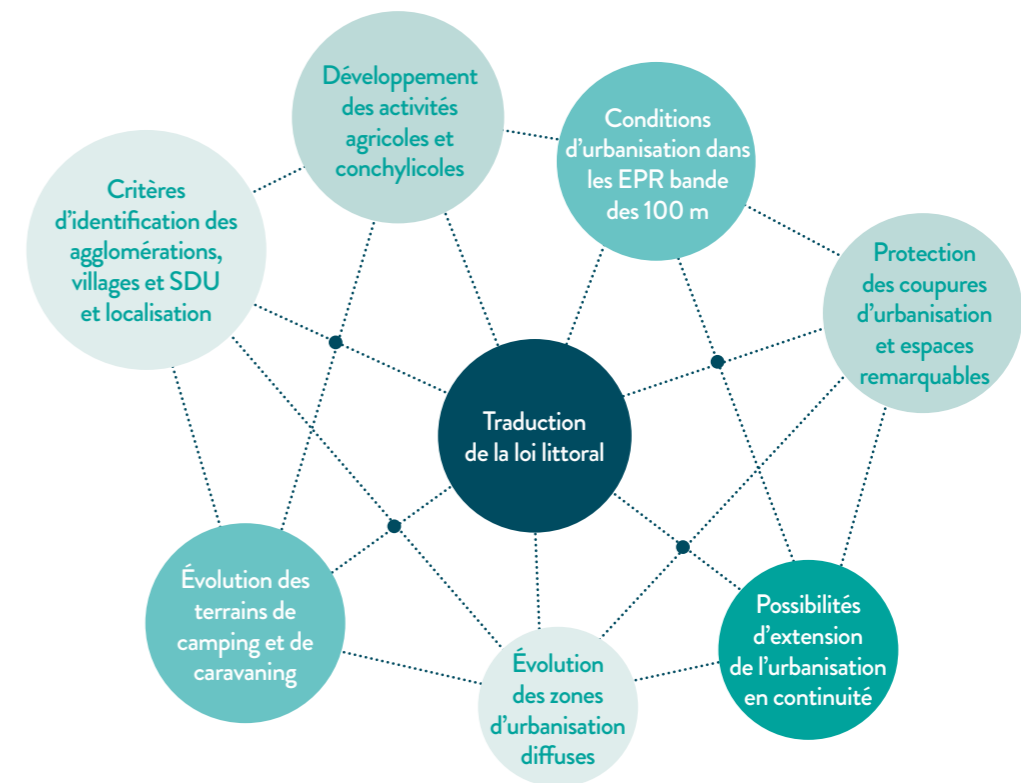 Développement
des activités
agricoles et
conchylicoles
Conditions
d'urbanisation dans
les EPR bande
des 100 m
Critères
d'identification des
agglomérations,
villages et SDU
et localisation
Protection
des coupures
d'urbanisation
et espaces
remarquables
Traduction
de la loi littoral
Évolution des
terrains de
camping et de
caravaning
Évolution
des zones
d'urbanisation
diffuses
Possibilités
d'extension
de l'urbanisation
en continuité